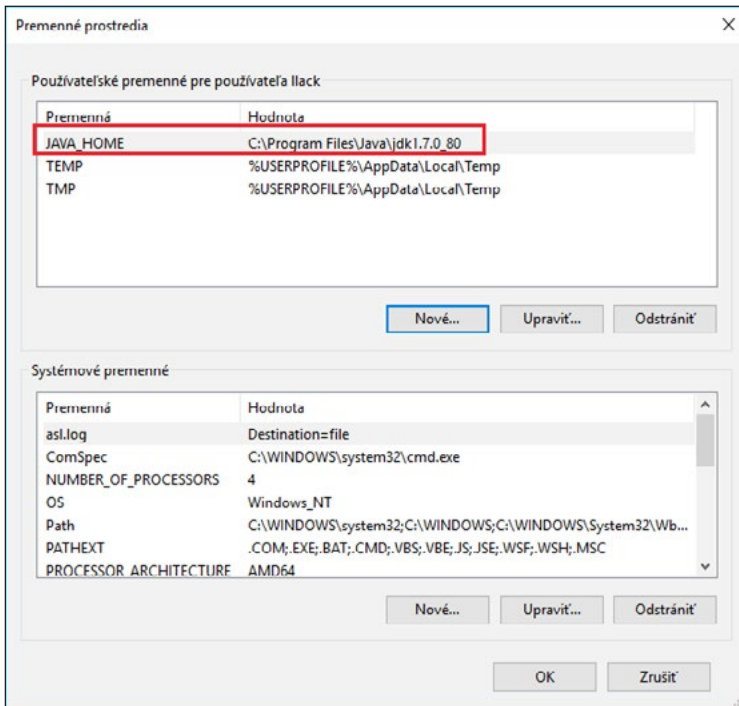 Premenné prostredia
Používateľské premenné pre používateľa Ilack
Premenná Hodnota
JAVA_HOME C:\Program Files\Java\jdk1.7.0_80
TEMP %USERPROFILE%\AppData\Local\Temp
TMP %USERPROFILE%\AppData\Local\Temp
Nové... Upraviť... Odstrániť
Systémové premenné
Premenná Hodnota
asl.log Destination=file
ComSpec C:\WINDOWS\system32\cmd.exe
NUMBER_OF_PROCESSORS 4
OS Windows_NT
Path C:\WINDOWS\system32;C:\WINDOWS;C:\WINDOWS\System32\Wb...
PATHEXT .COM;.EXE;.BAT;.CMD;.VBS;.VBE;.JS;.JSE;.WSF;.WSH;.MSC
PROCESSOR_ARCHITECTURE AMD64
Nové... Upraviť... Odstrániť
OK Zrušiť